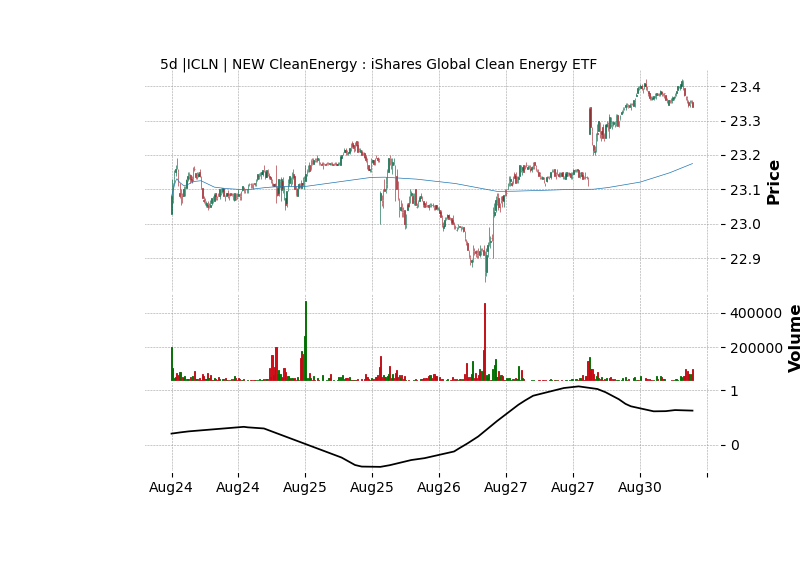 5d |ICLN | NEW CleanEnergy : iShares Global Clean Energy ETF
23.4
23.3
23.2
23.1
23.0
22.9
Price
400000
200000
Volume
1
0
Aug24 Aug24 Aug25 Aug25 Aug26 Aug27 Aug27 Aug30